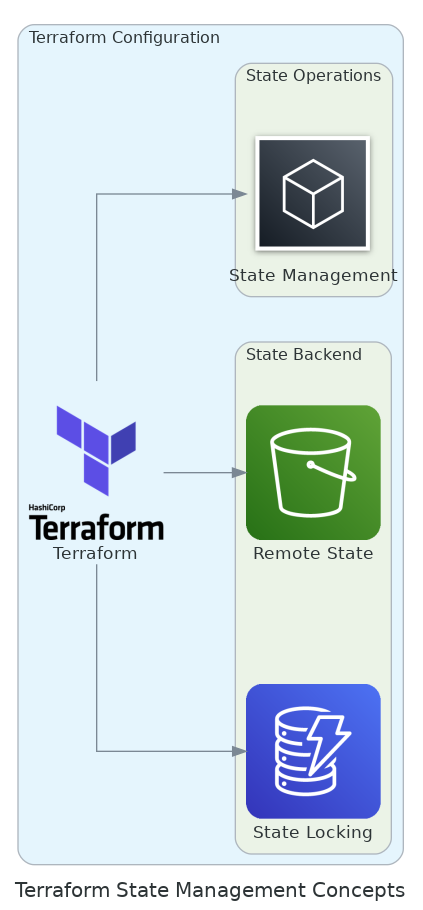 Terraform Configuration
State Operations
State Management
State Backend
HashiCorp
Terraform
Terraform
Remote State
State Locking
Terraform State Management Concepts